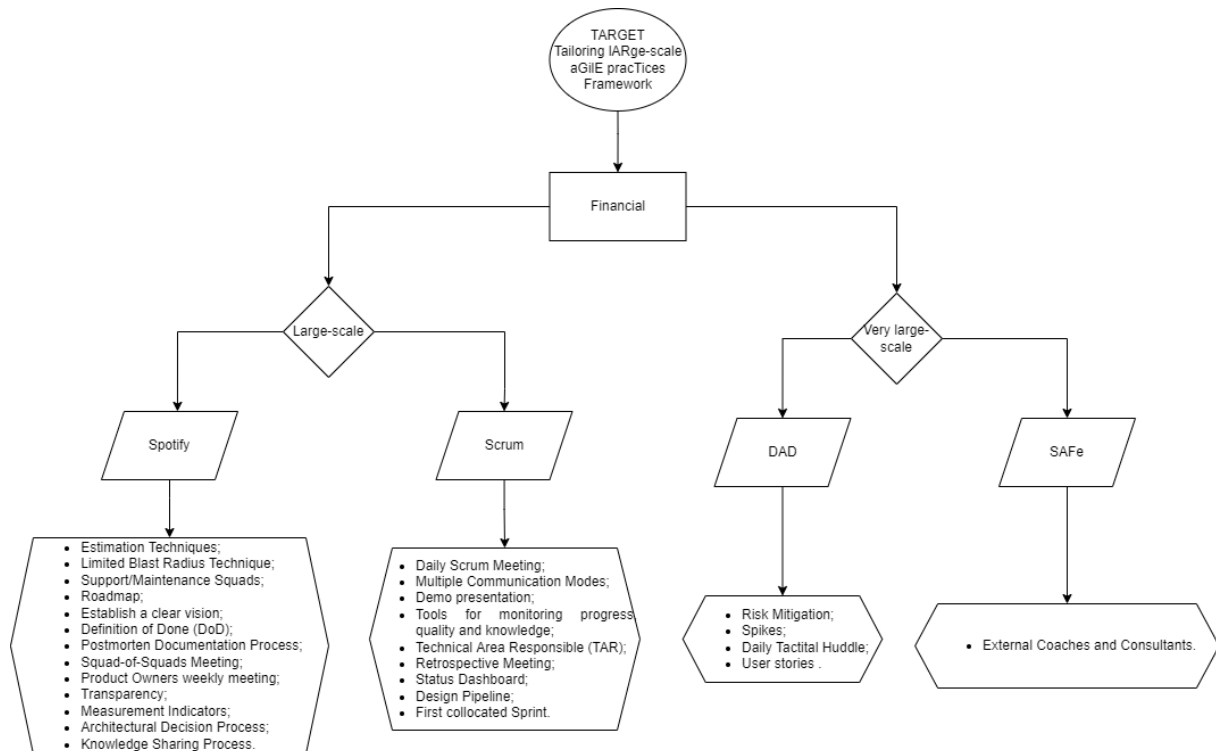 TARGET
Tailoring lARge-scale
aGilE pracTices
Framework
Financial
Large-scale
Very large-
scale
Spotify
Scrum
DAD
SAFe
• Estimation Techniques;
• Limited Blast Radius Technique;
• Support/Maintenance Squads;
• Roadmap;
• Establish a clear vision;
• Definition of Done (DoD);
• Postmorten Documentation Process;
• Squad-of-Squads Meeting;
• Product Owners weekly meeting;
• Transparency;
• Measurement Indicators;
• Architectural Decision Process;
• Knowledge Sharing Process.
• Daily Scrum Meeting;
• Multiple Communication Modes;
• Demo presentation;
• Tools for monitoring progress
quality and knowledge;
• Technical Area Responsible (TAR);
• Retrospective Meeting;
• Status Dashboard;
• Design Pipeline;
• First collocated Sprint.
• Risk Mitigation;
• Spikes;
• Daily Tactital Huddle;
• User stories .
• External Coaches and Consultants.